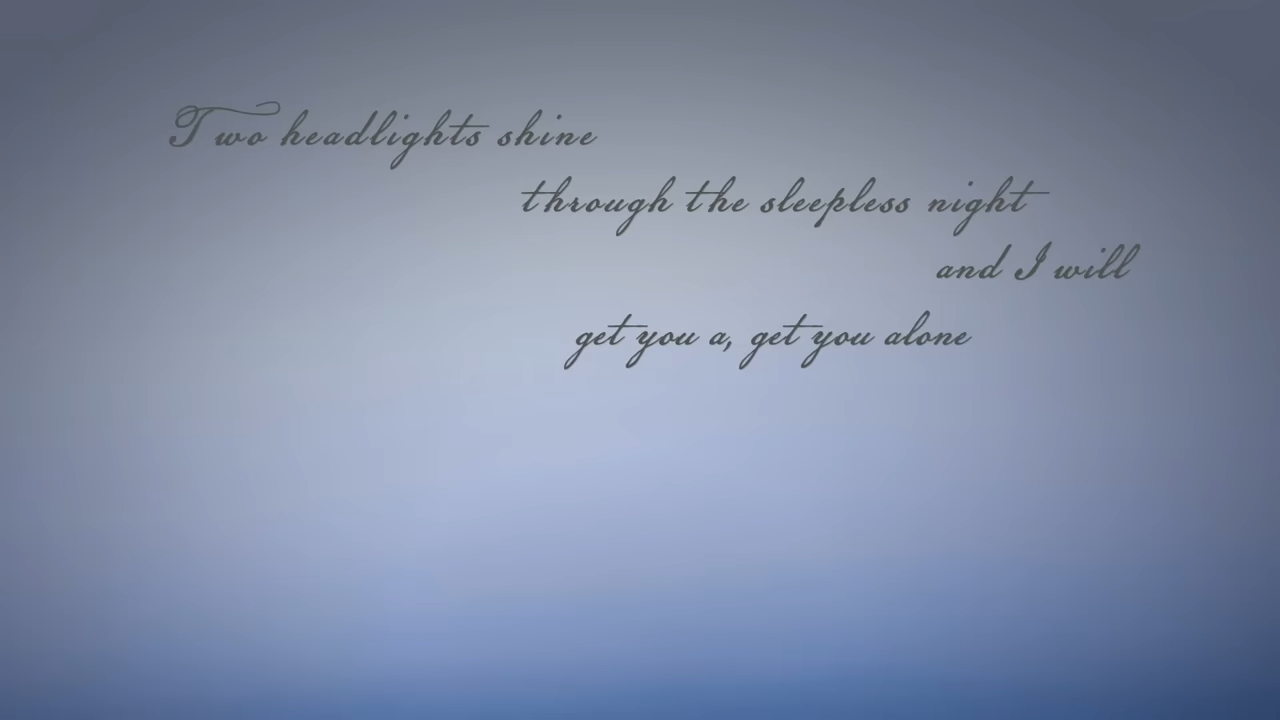 Two headlights shine
through the sleepless night
and I will
get you a, get you alone